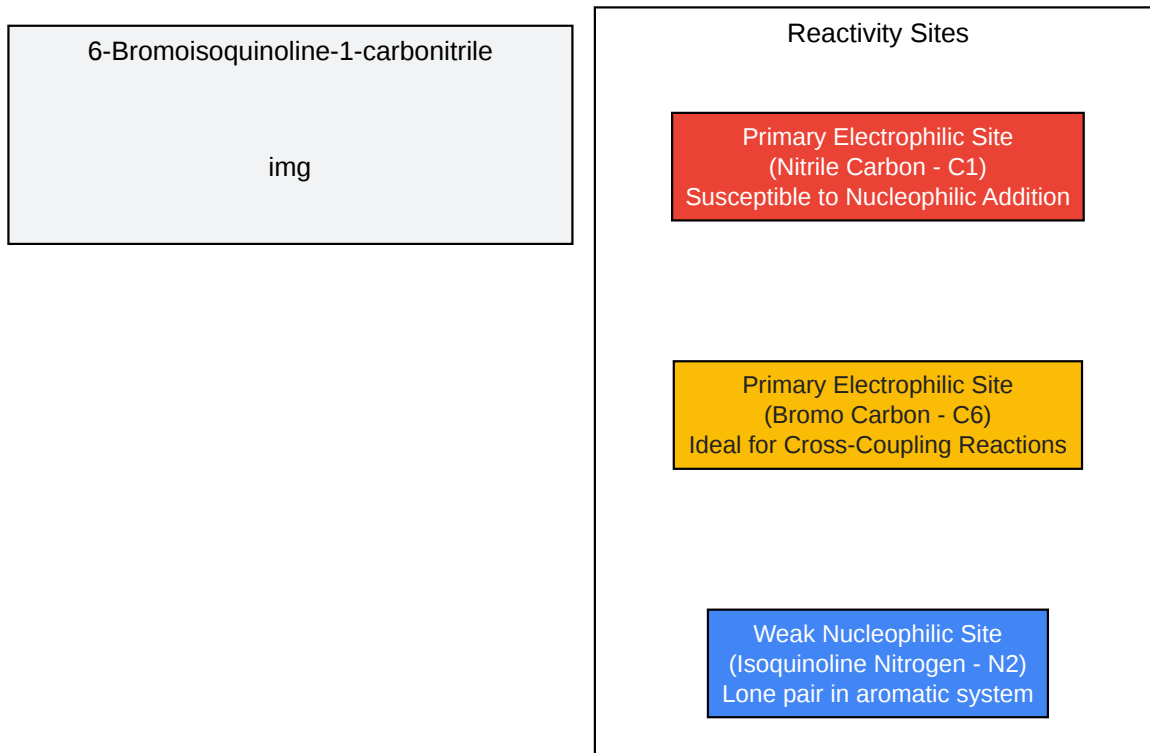 6-Bromoisoquinoline-1-carbonitrile
img
Reactivity Sites
Primary Electrophilic Site
(Nitrile Carbon - C1)
Susceptible to Nucleophilic Addition
Primary Electrophilic Site
(Bromo Carbon - C6)
Ideal for Cross-Coupling Reactions
Weak Nucleophilic Site
(Isoquinoline Nitrogen - N2)
Lone pair in aromatic system